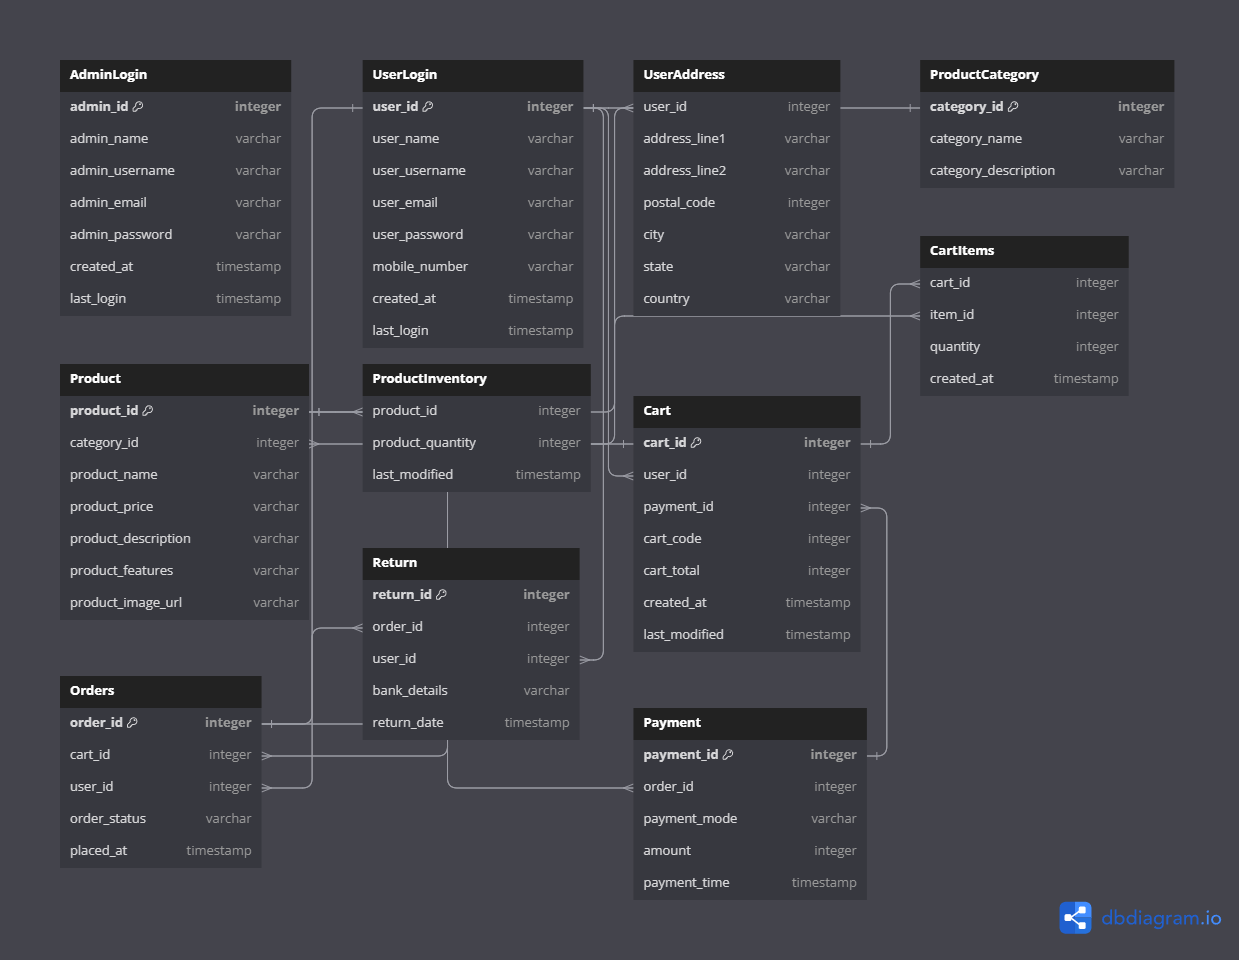 AdminLogin
admin_id integer
admin_name varchar
admin_username varchar
admin_email varchar
admin_password varchar
created_at timestamp
last_login timestamp
UserLogin
user_id integer
user_name varchar
user_username varchar
user_email varchar
user_password varchar
mobile_number varchar
created_at timestamp
last_login timestamp
UserAddress
user_id integer
address_line1 varchar
address_line2 varchar
postal_code integer
city varchar
state varchar
country varchar
ProductCategory
category_id integer
category_name varchar
category_description varchar
CartItems
cart_id integer
item_id integer
quantity integer
created_at timestamp
Product
product_id integer
category_id integer
product_name varchar
product_price varchar
product_description varchar
product_features varchar
product_image_url varchar
ProductInventory
product_id integer
product_quantity integer
last_modified timestamp
Cart
cart_id integer
user_id integer
payment_id integer
cart_code integer
cart_total integer
created_at timestamp
last_modified timestamp
Return
return_id integer
order_id integer
user_id integer
bank_details varchar
return_date timestamp
Orders
order_id integer
cart_id integer
user_id integer
order_status varchar
placed_at timestamp
Payment
payment_id integer
order_id integer
payment_mode varchar
amount integer
payment_time timestamp
dbdiagram.io